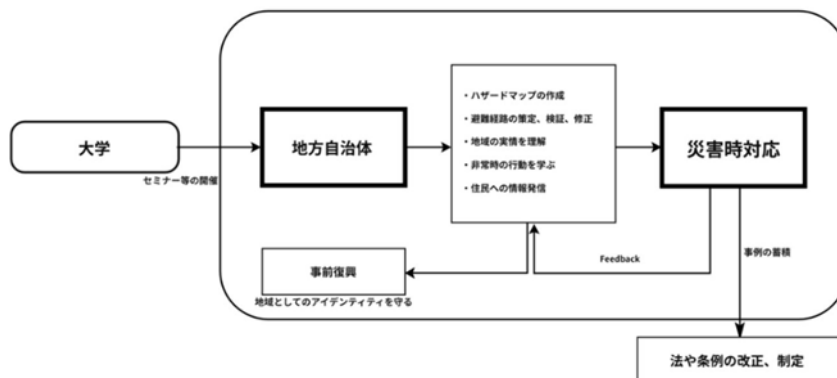 大学
セミナー等の開催
地方自治体
・ハザードマップの作成
・避難経路の策定、検証、修正
・地域の実情を理解
・非常時の行動を学ぶ
・住民への情報発信
災害時対応
事前復興
地域としてのアイデンティティを守る
Feedback
事例の蓄積
法や条例の改正、制定